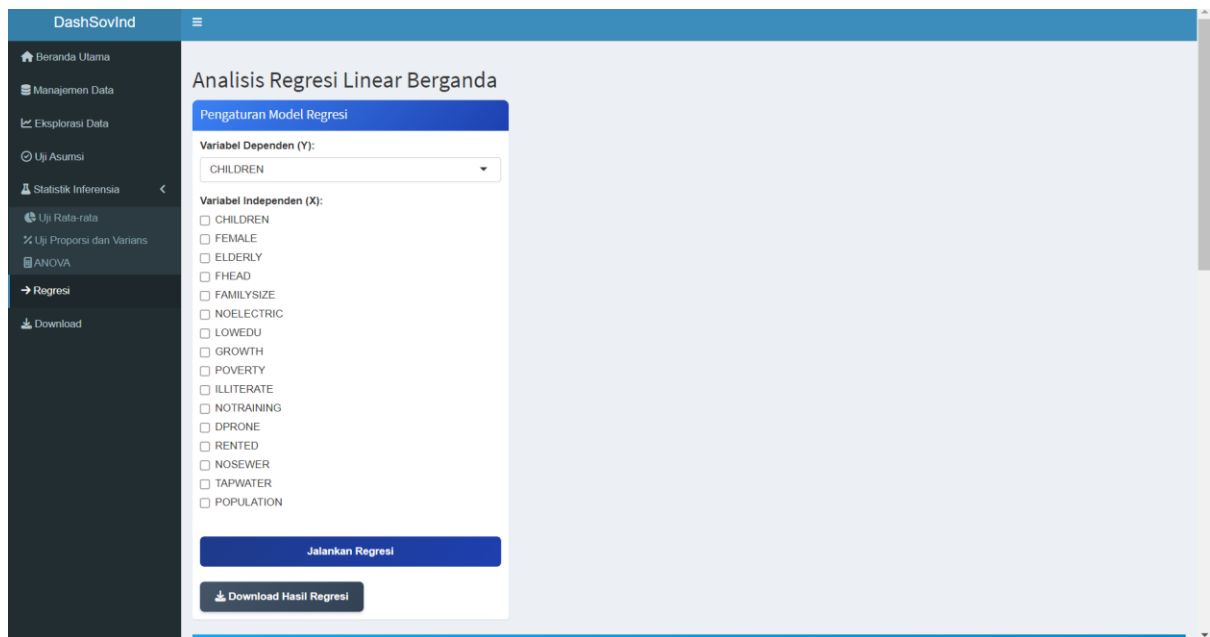 DashSovInd
Beranda Utama
Manajemen Data
Eksplorasi Data
Uji Asumsi
Statistik Inferensia
Uji Rata-rata
Uji Proporsi dan Varians
ANOVA
Regresi
Download
Analisis Regresi Linear Berganda
Pengaturan Model Regresi
Variabel Dependen (Y):
CHILDREN
Variabel Independen (X):
CHILDREN
FEMALE
ELDERLY
FHEAD
FAMILYSIZE
NOELECTRIC
LOWEDU
GROWTH
POVERTY
ILLITERATE
NOTRAINING
DPRONE
RENTED
NOSEWER
TAPWATER
POPULATION
Jalankan Regresi
Download Hasil Regresi